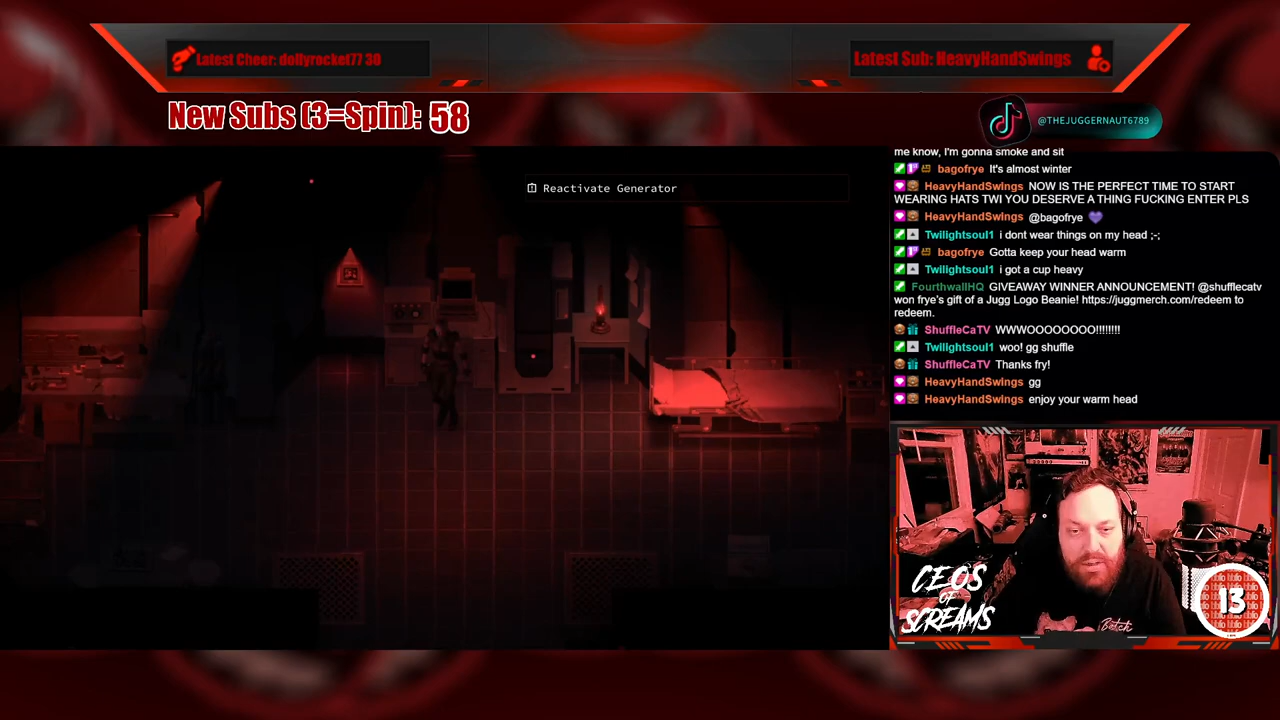 Latest Cheer: dollyrocket77 30
Latest Sub: HeavyHandSwings
New Subs (3=Spin): 58
@THEJUGGERNAUT6789
Reactivate Generator
me know, I'm gonna smoke and sit
bagofrye It's almost winter
HeavyHandSwings NOW IS THE PERFECT TIME TO START
WEARING HATS TWI YOU DESERVE A THING FUCKING ENTER PLS
HeavyHandSwings @bagofrye
Twilightsoul1 i dont wear things on my head ;-;
bagofrye Gotta keep your head warm
Twilightsoul1 i got a cup heavy
FourthwallHQ GIVEAWAY WINNER ANNOUNCEMENT! @shufflecatv
won frye's gift of a Jugg Logo Beanie! https://juggmerch.com/redeem to
redeem.
ShuffleCaTV WWWOOOOOOOO!!!!!!!!
Twilightsoul1 woo! gg shuffle
ShuffleCaTV Thanks fry!
HeavyHandSwings gg
HeavyHandSwings enjoy your warm head
CEOS
OF
SCREAMS
13